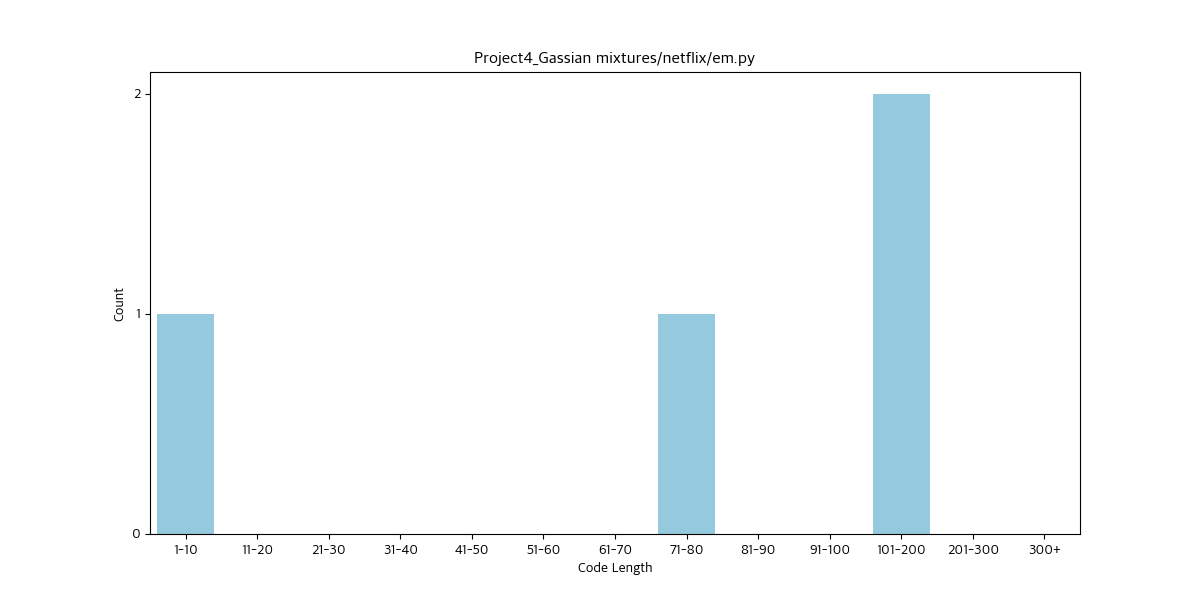 Project4_Gassian mixtures/netflix/em.py
2
1
0
Count
1-10 11-20 21-30 31-40 41-50 51-60 61-70 71-80 81-90 91-100 101-200 201-300 300+
Code Length